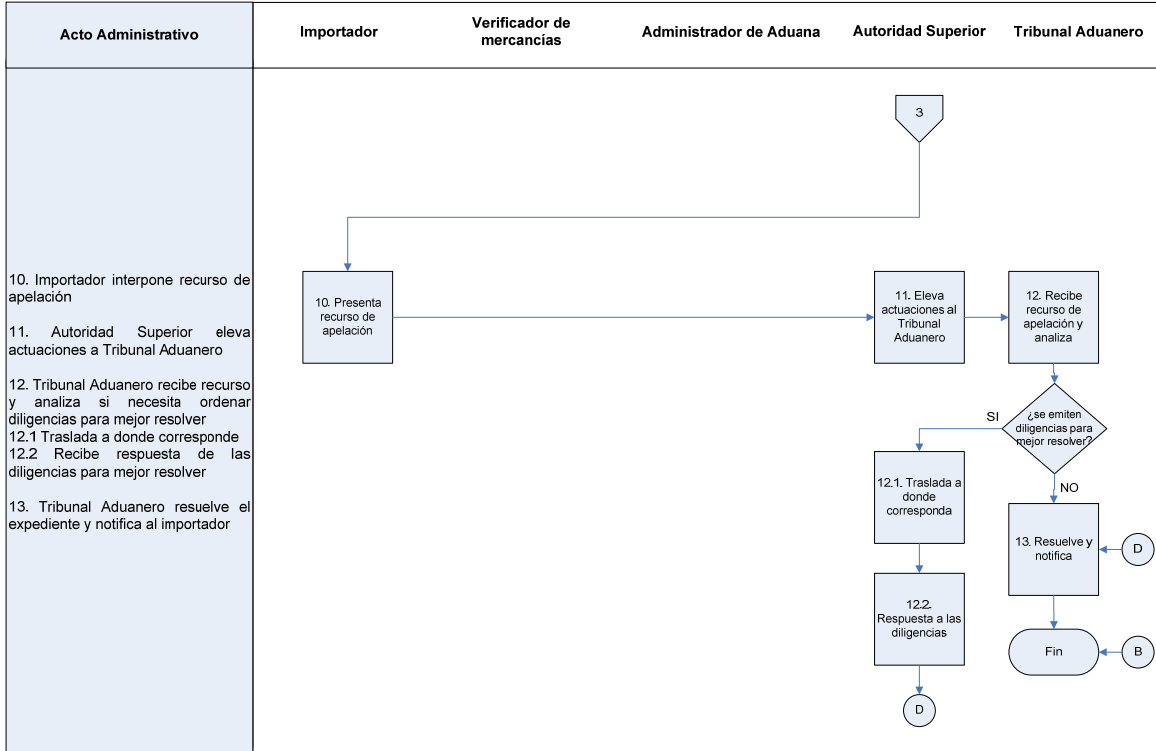 Acto Administrativo
Importador
Verificador de
mercancías
Administrador de Aduana
Autoridad Superior
Tribunal Aduanero
10. Importador interpone recurso de
apelación
11. Autoridad Superior eleva
actuaciones a Tribunal Aduanero
12. Tribunal Aduanero recibe recurso
y analiza si necesita ordenar
diligencias para mejor resolver
12.1 Traslada a donde corresponde
12.2 Recibe respuesta de las
diligencias para mejor resolver
13. Tribunal Aduanero resuelve el
expediente y notifica al importador
3
10. Presenta
recurso de
apelación
11. Eleva
actuaciones al
Tribunal
Aduanero
12. Recibe
recurso de
apelación y
analiza
¿se emiten
diligencias para
mejor resolver?
SI
NO
12.1. Traslada a
donde
corresponda
12.2.
Respuesta a las
diligencias
D
13. Resuelve y
notifica
D
Fin
B